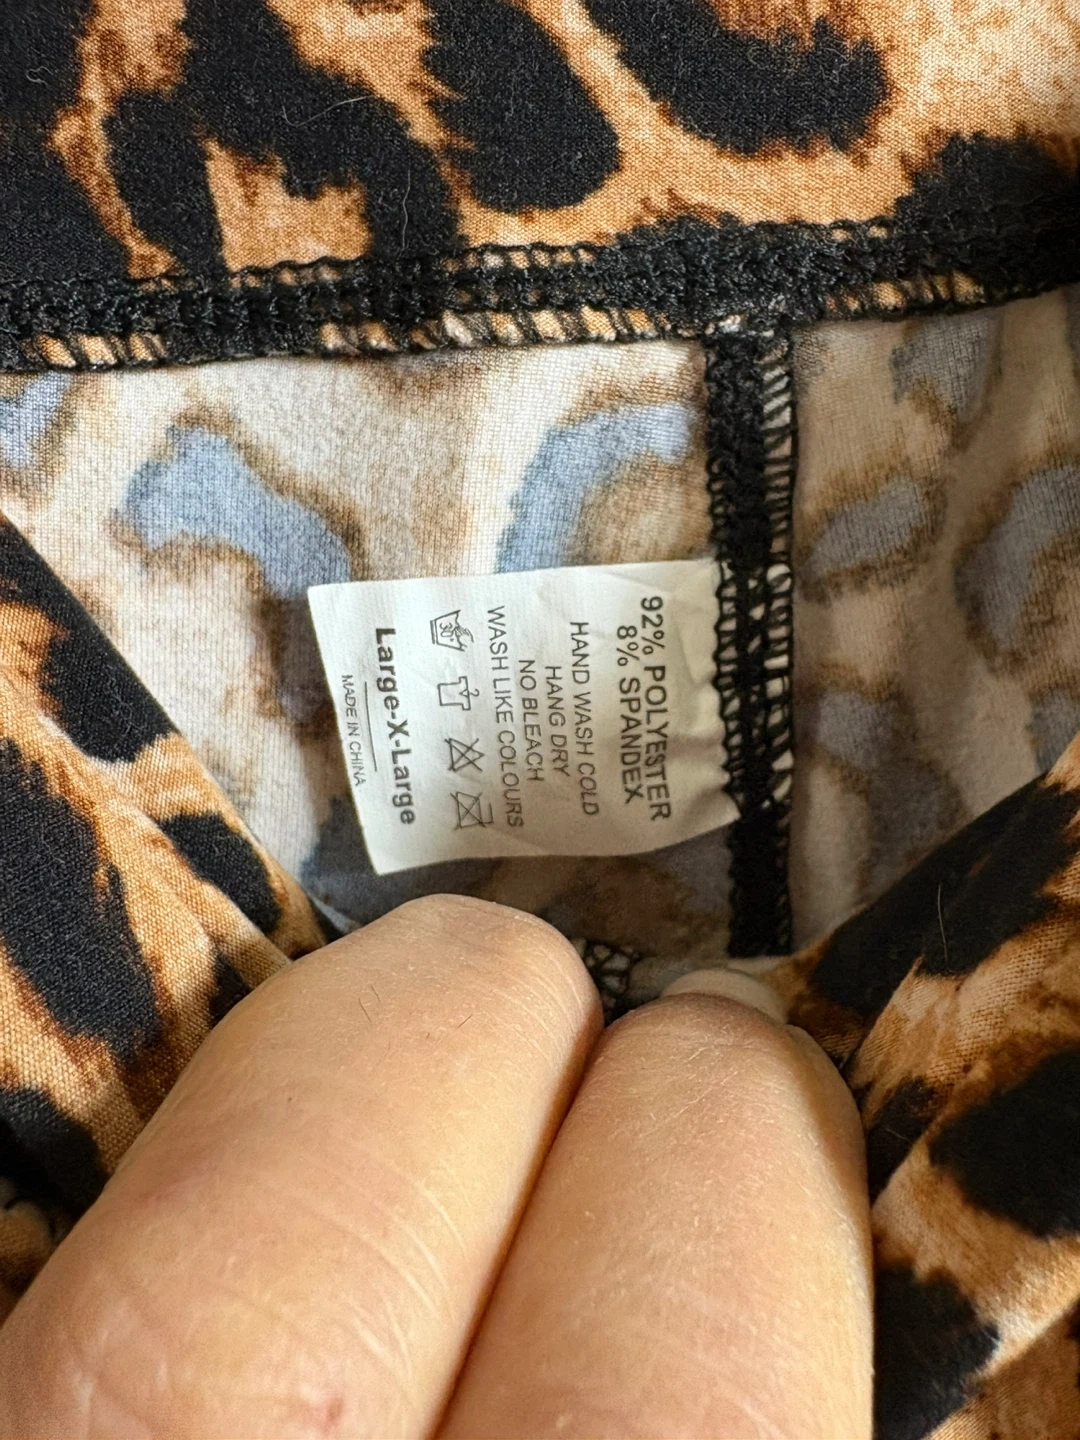 92% POLYESTER
8% SPANDEX
HAND WASH COLD
HANG DRY
NO BLEACH
WASH LIKE COLOURS
30°
Large-X-Large
MADE IN CHINA